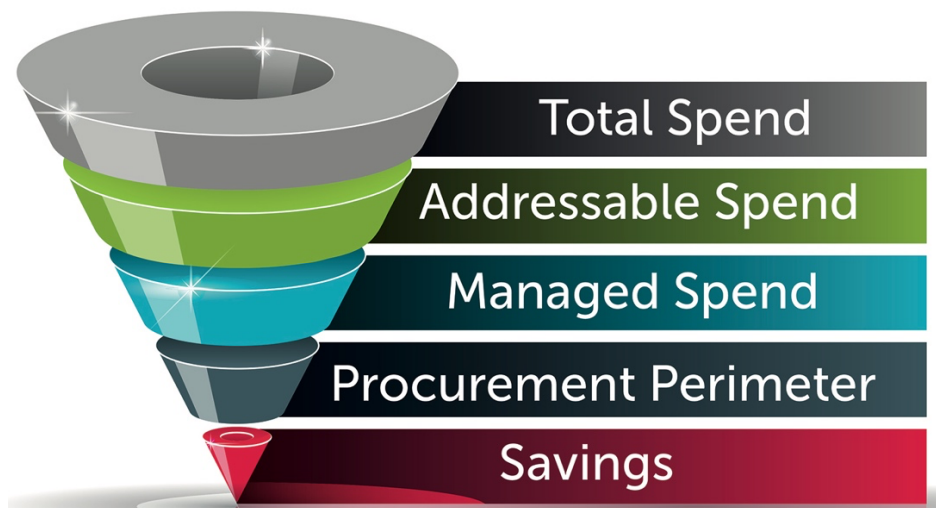 Total Spend
Addressable Spend
Managed Spend
Procurement Perimeter
Savings